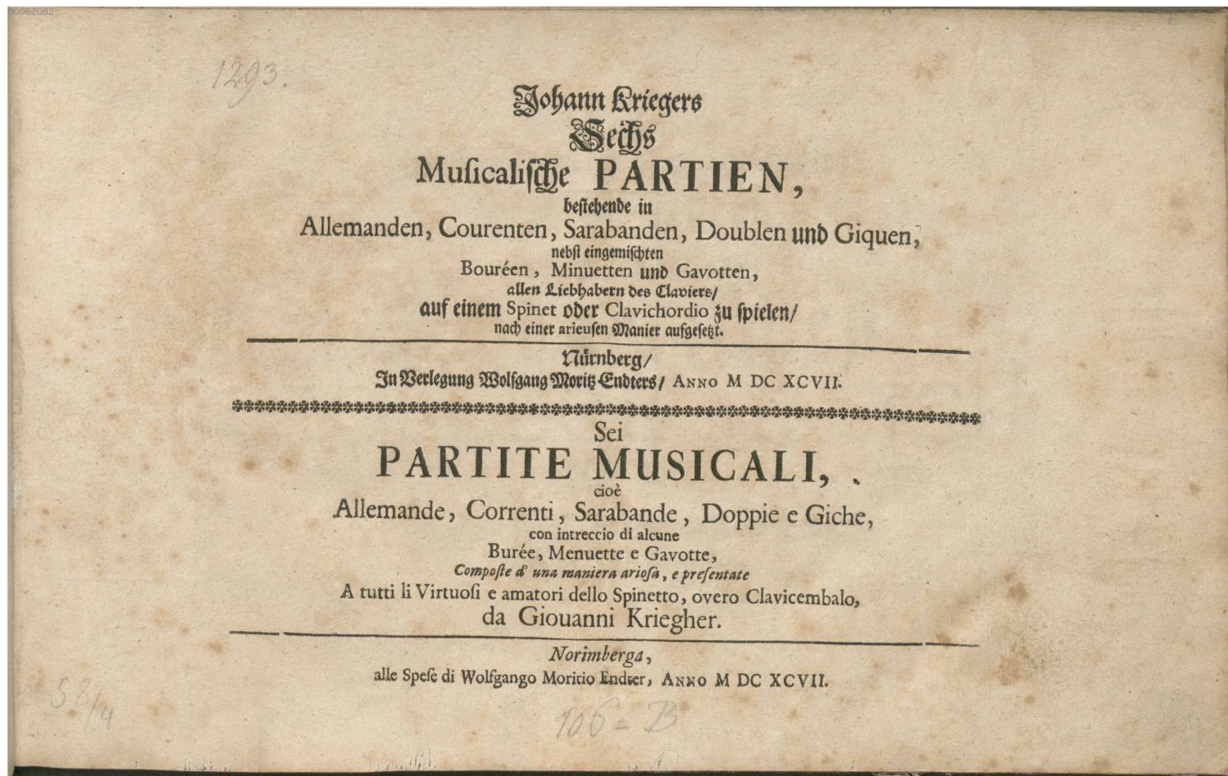 00062082
1293.
Johann Kriegers
Sechs
Musicalische PARTIEN,
bestehende in
Allemanden, Courenten, Sarabanden, Doublen und Giquen,
nebst eingemischten
Bouréen, Minuetten und Gavotten,
allen Liebhabern des Claviers/
auf einem Spinet oder Clavichordio zu spielen/
nach einer arieusen Manier aufgesetzt.
Nürnberg/
In Verlegung Wolfgang Moritz Endters/ ANNO M DC XCVII.
Sei
PARTITE MUSICALI,
cioè
Allemande, Correnti, Sarabande, Doppie e Giche,
con intreccio di alcune
Burée, Menuette e Gavotte,
Composte d' una maniera ariosa, e presentate
A tutti li Virtuosi e amatori dello Spinetto, overo Clavicembalo,
da Giouanni Kriegher.
Norimberga,
alle Spese di Wolfgango Moritio Endter, ANNO M DC XCVII.
58/4
106 = B